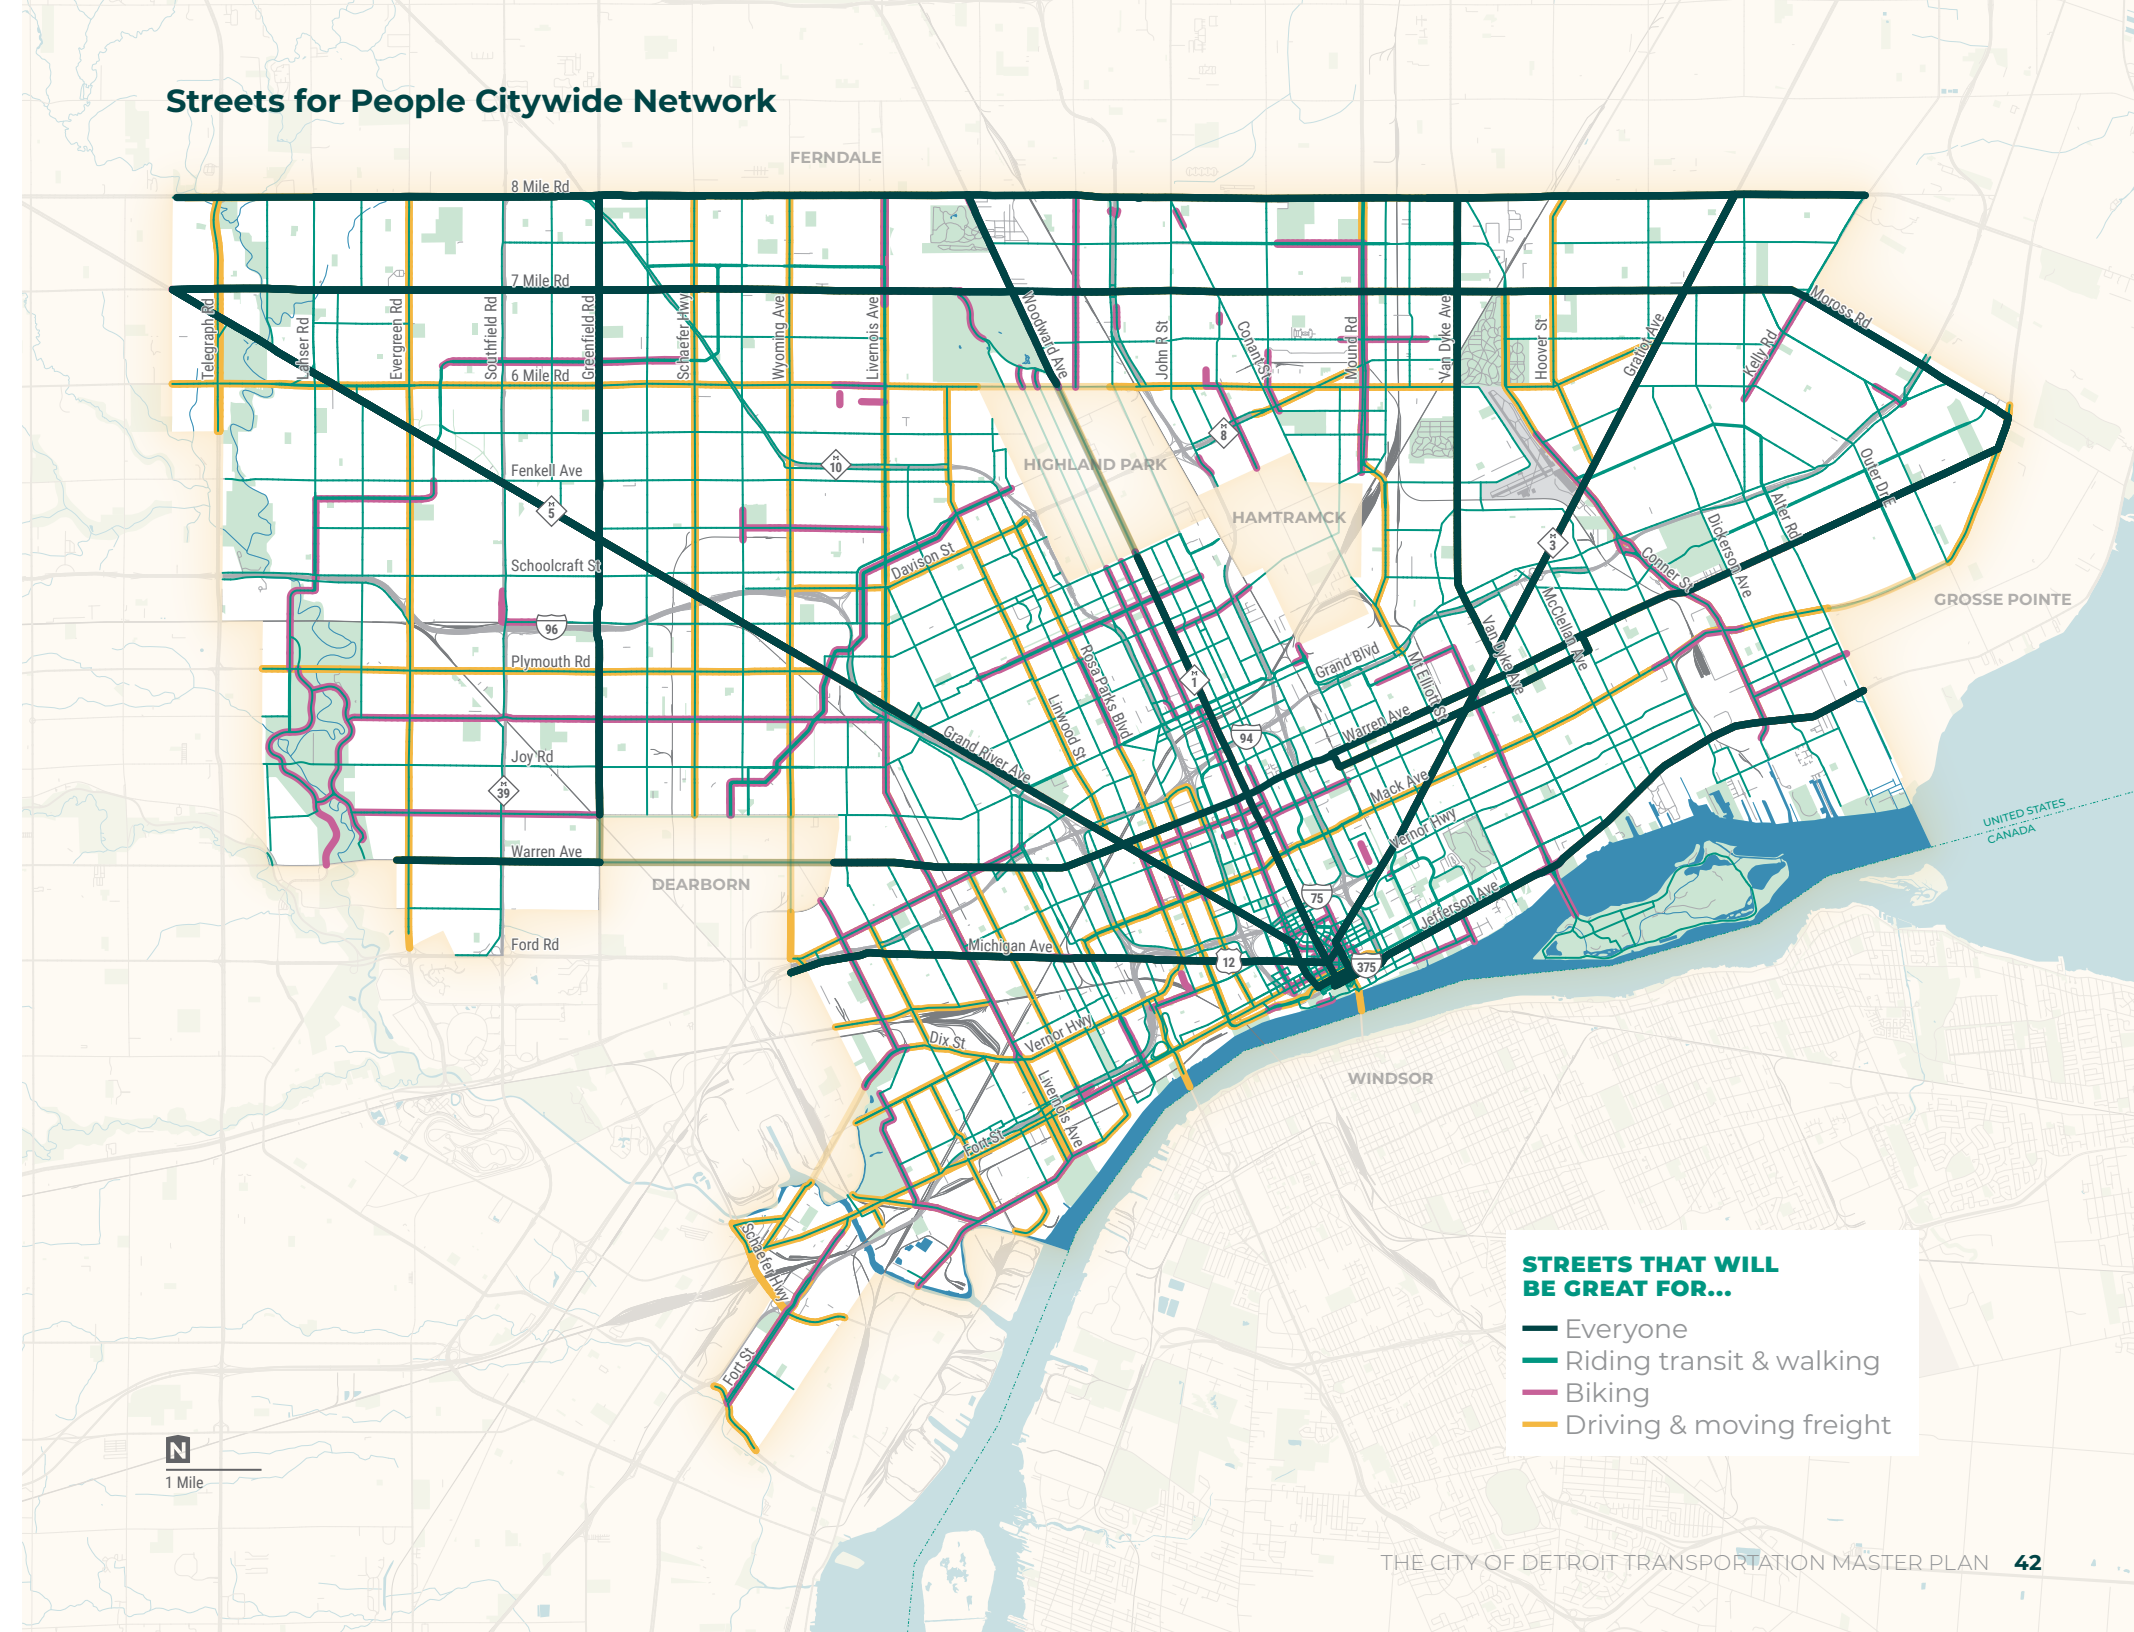 Streets for People Citywide Network
FERNDALE
8 Mile Rd
7 Mile Rd
Telegraph Rd
Lahser Rd
Evergreen Rd
Southfield Rd
Greenfield Rd
Schaefer Hwy
Wyoming Ave
Livernois Ave
Woodward Ave
John R St
Conant St
Mound Rd
Van Dyke Ave
Hoover St
Gratiot Ave
Kelly Rd
Moross Rd
6 Mile Rd
M 8
HIGHLAND PARK
M 10
Fenkell Ave
M 5
HAMTRAMCK
M 3
Outer Dr E
Alter Rd
Dickerson Ave
Conner St
Davison St
Schoolcraft St
McClellan Ave
GROSSE POINTE
96
Van Dyke Ave
Plymouth Rd
Grand Blvd
Mt Elliott St
M 1
Rosa Parks Blvd
Linwood St
Warren Ave
94
Grand River Ave
Joy Rd
M 39
Mack Ave
Vernor Hwy
UNITED STATES
CANADA
Warren Ave
DEARBORN
75
Jefferson Ave
Ford Rd
Michigan Ave
12
375
Dix St
Vernor Hwy
Livernois Ave
WINDSOR
Fort St
Schaefer Hwy
Fort St
STREETS THAT WILL
BE GREAT FOR...
Everyone
Riding transit & walking
Biking
Driving & moving freight
N
1 Mile
THE CITY OF DETROIT TRANSPORTATION MASTER PLAN 42